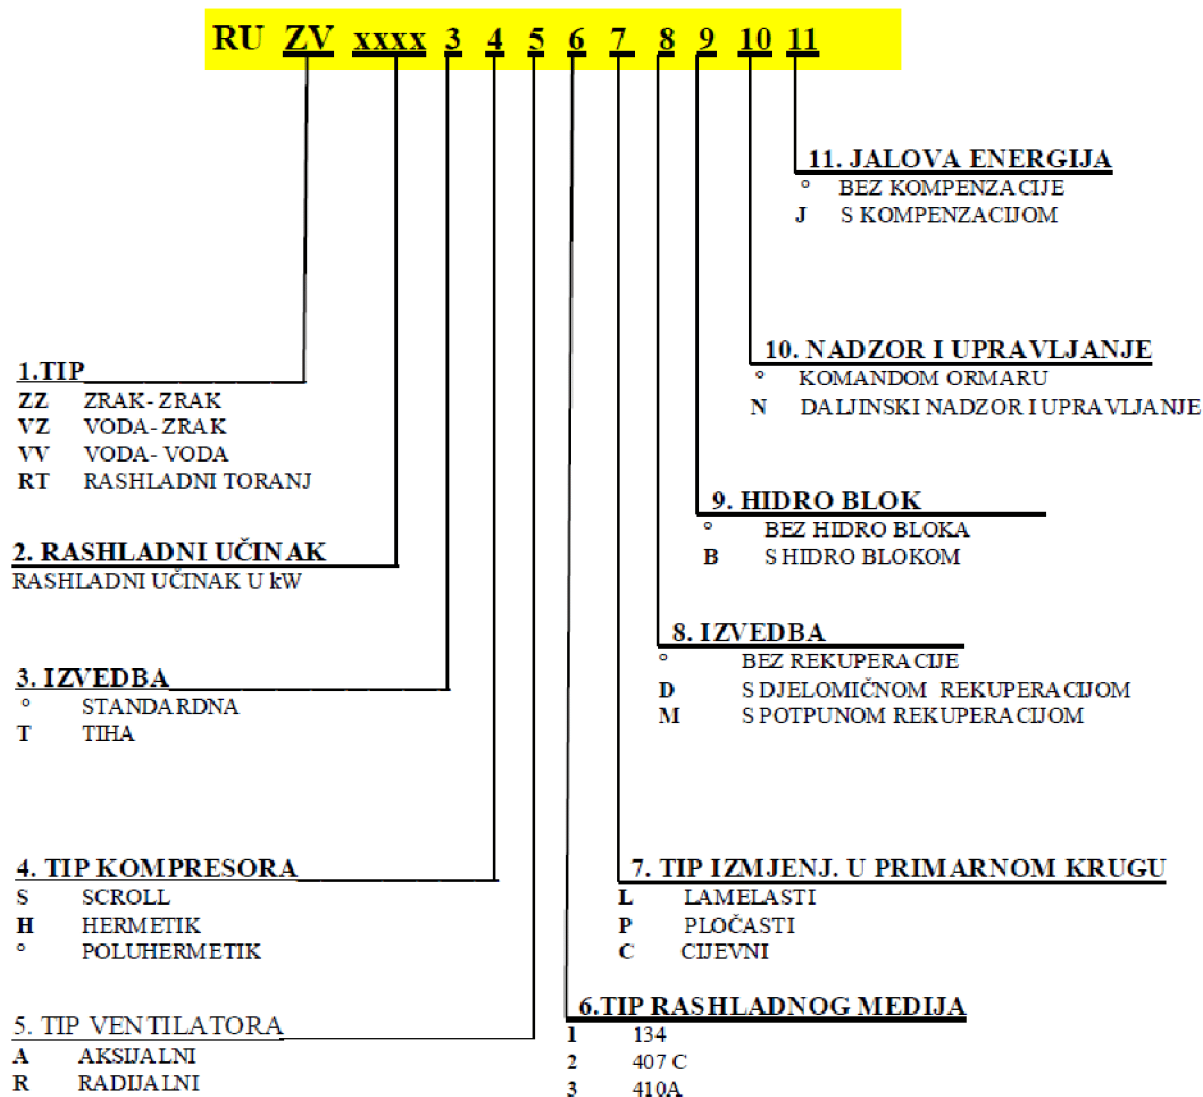 RU ZV xxxx 3 4 5 6 7 8 9 10 11
11. JALOVA ENERGIJA
° BEZ KOMPENZACIJE
J S KOMPENZACIJOM
10. NADZOR I UPRAVLJANJE
° KOMANDOM ORMARU
N DALJINSKI NADZOR I UPRAVLJANJE
1.TIP
ZZ ZRAK-ZRAK
VZ VODA-ZRAK
VV VODA-VODA
RT RASHLADNI TORANJ
9. HIDRO BLOK
° BEZ HIDRO BLOKA
B S HIDRO BLOKOM
2. RASHLADNI UČINAK
RASHLADNI UČINAK U kW
8. IZVEDBA
° BEZ REKUPERACIJE
D S DJELOMIČNOM REKUPERACIJOM
M S POTPUNOM REKUPERACIJOM
3. IZVEDBA
° STANDARDNA
T TIHA
4. TIP KOMPRESORA
S SCROLL
H HERMETIK
° POLUHERMETIK
7. TIP IZMJENJ. U PRIMARNOM KRUGU
L LAMELASTI
P PLOČASTI
C CIJEVNI
5. TIP VENTILATORA
A AKSIJALNI
R RADIJALNI
6.TIP RASHLADNOG MEDIJA
1 134
2 407 C
3 410A